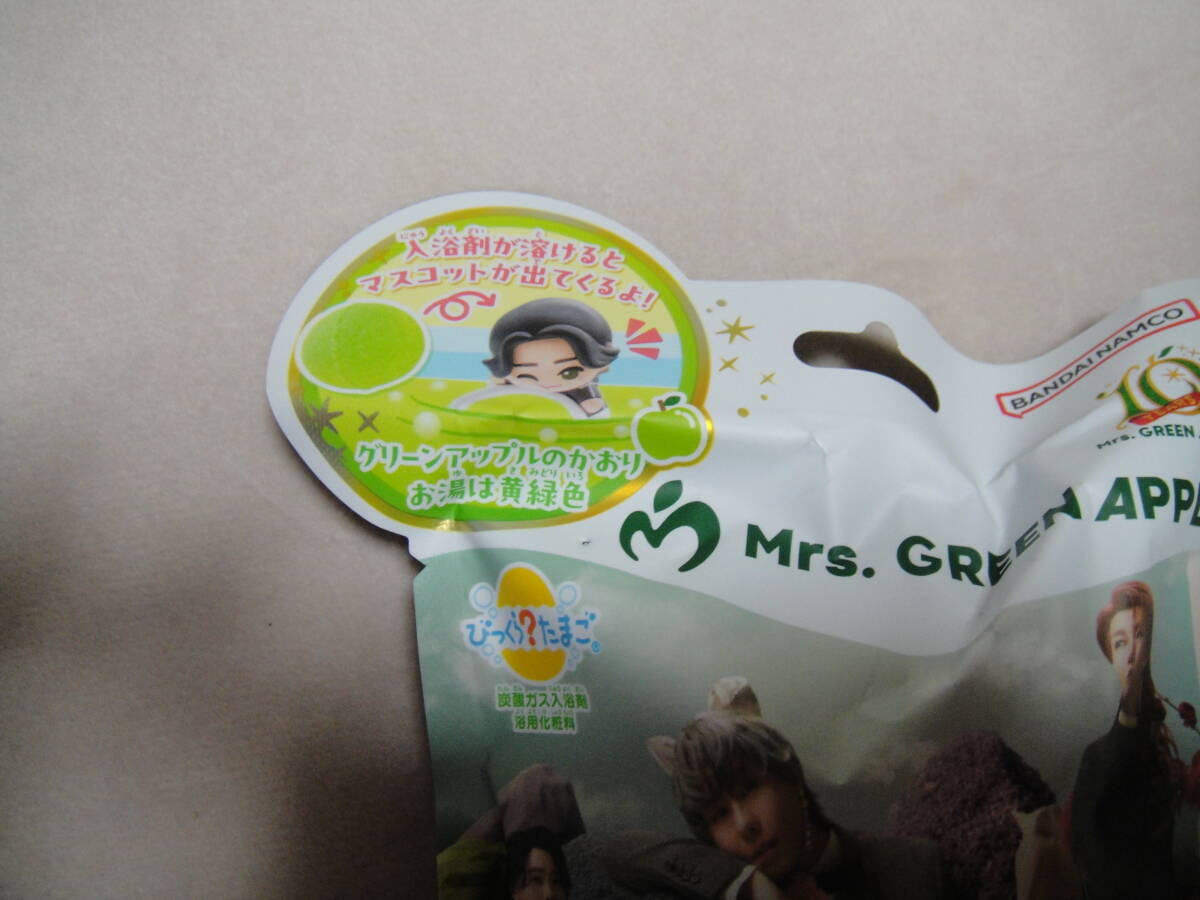 入浴剤が溶けると
マスコットが出てくるよ!
グリーンアップルのかおり
お湯は黄緑色
BANDAI NAMCO
10
Mrs. GREEN
Mrs. GREEN APPL
びっくら?たまご®
炭酸ガス入浴剤
浴用化粧料